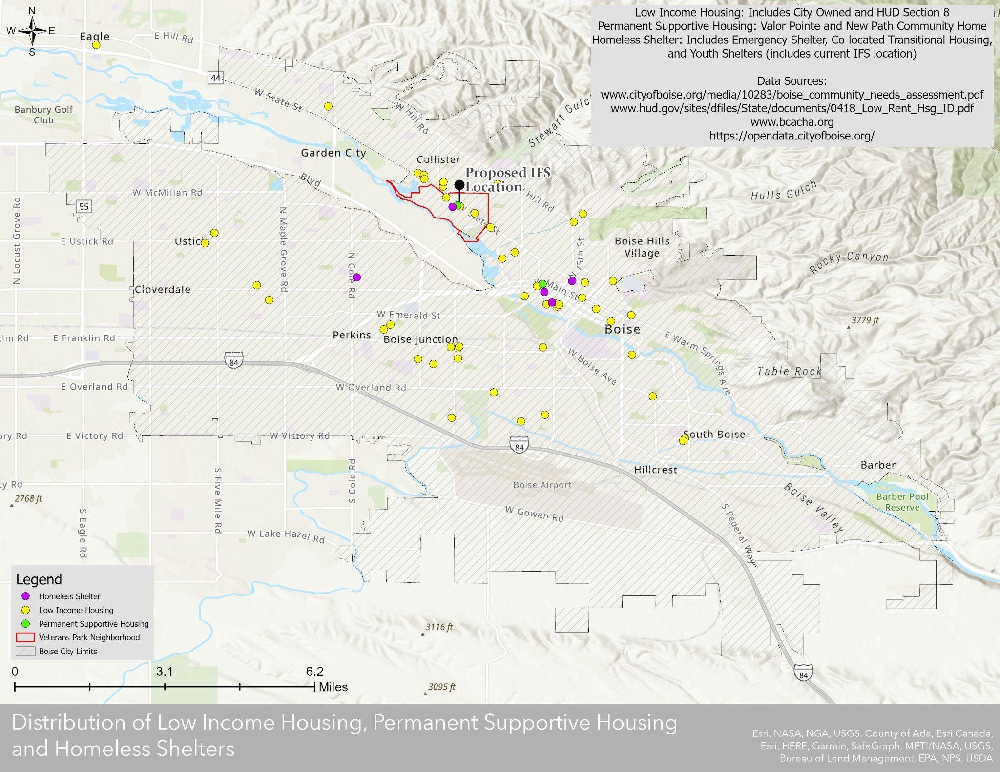 Low Income Housing: Includes City Owned and HUD Section 8
Permanent Supportive Housing: Valor Pointe and New Path Community Home
Homeless Shelter: Includes Emergency Shelter, Co-located Transitional Housing,
and Youth Shelters (includes current IFS location)
Data Sources:
www.cityofboise.org/media/10283/boise_community_needs_assessment.pdf
www.hud.gov/sites/dfiles/State/documents/0418_Low_Rent_Hsg_ID.pdf
www.bcacha.org
https://opendata.cityofboise.org/
N
W E
S
Eagle
E Hill Rd
44
W State St
Banbury Golf
Club
W Hill Rd
Stewart Gulch
Garden City
Collister
Proposed IFS
Location
Blvd
W McMillan Rd
Hill Rd
Hulls Gulch
55
N Locust Grove Rd
N Maple Grove Rd
W State St
E Ustick Rd
Ustick
Boise Hills
Village
N 15th St
Rocky Canyon
N Cole Rd
Cloverdale
W Main St
W Emerald St
3779 ft
Boise
klin Rd
E Franklin Rd
Perkins
Boise Junction
E Warm Springs Ave
84
W Boise Ave
Table Rock
E Overland Rd
W Overland Rd
ory Rd
E Victory Rd
W Victory Rd
84
South Boise
Barber
Hillcrest
S Cole Rd
S Five Mile Rd
ty Rd
2768 ft
Boise Airport
Boise Valley
Barber Pool
Reserve
S Eagle Rd
W Gowen Rd
S Federal Way
W Lake Hazel Rd
Legend
Homeless Shelter
Low Income Housing
Permanent Supportive Housing
Veterans Park Neighborhood
Boise City Limits
3116 ft
0 3.1 6.2
Miles
3095 ft
84
Distribution of Low Income Housing, Permanent Supportive Housing
and Homeless Shelters
Esri, NASA, NGA, USGS, County of Ada, Esri Canada,
Esri, HERE, Garmin, SafeGraph, METI/NASA, USGS,
Bureau of Land Management, EPA, NPS, USDA